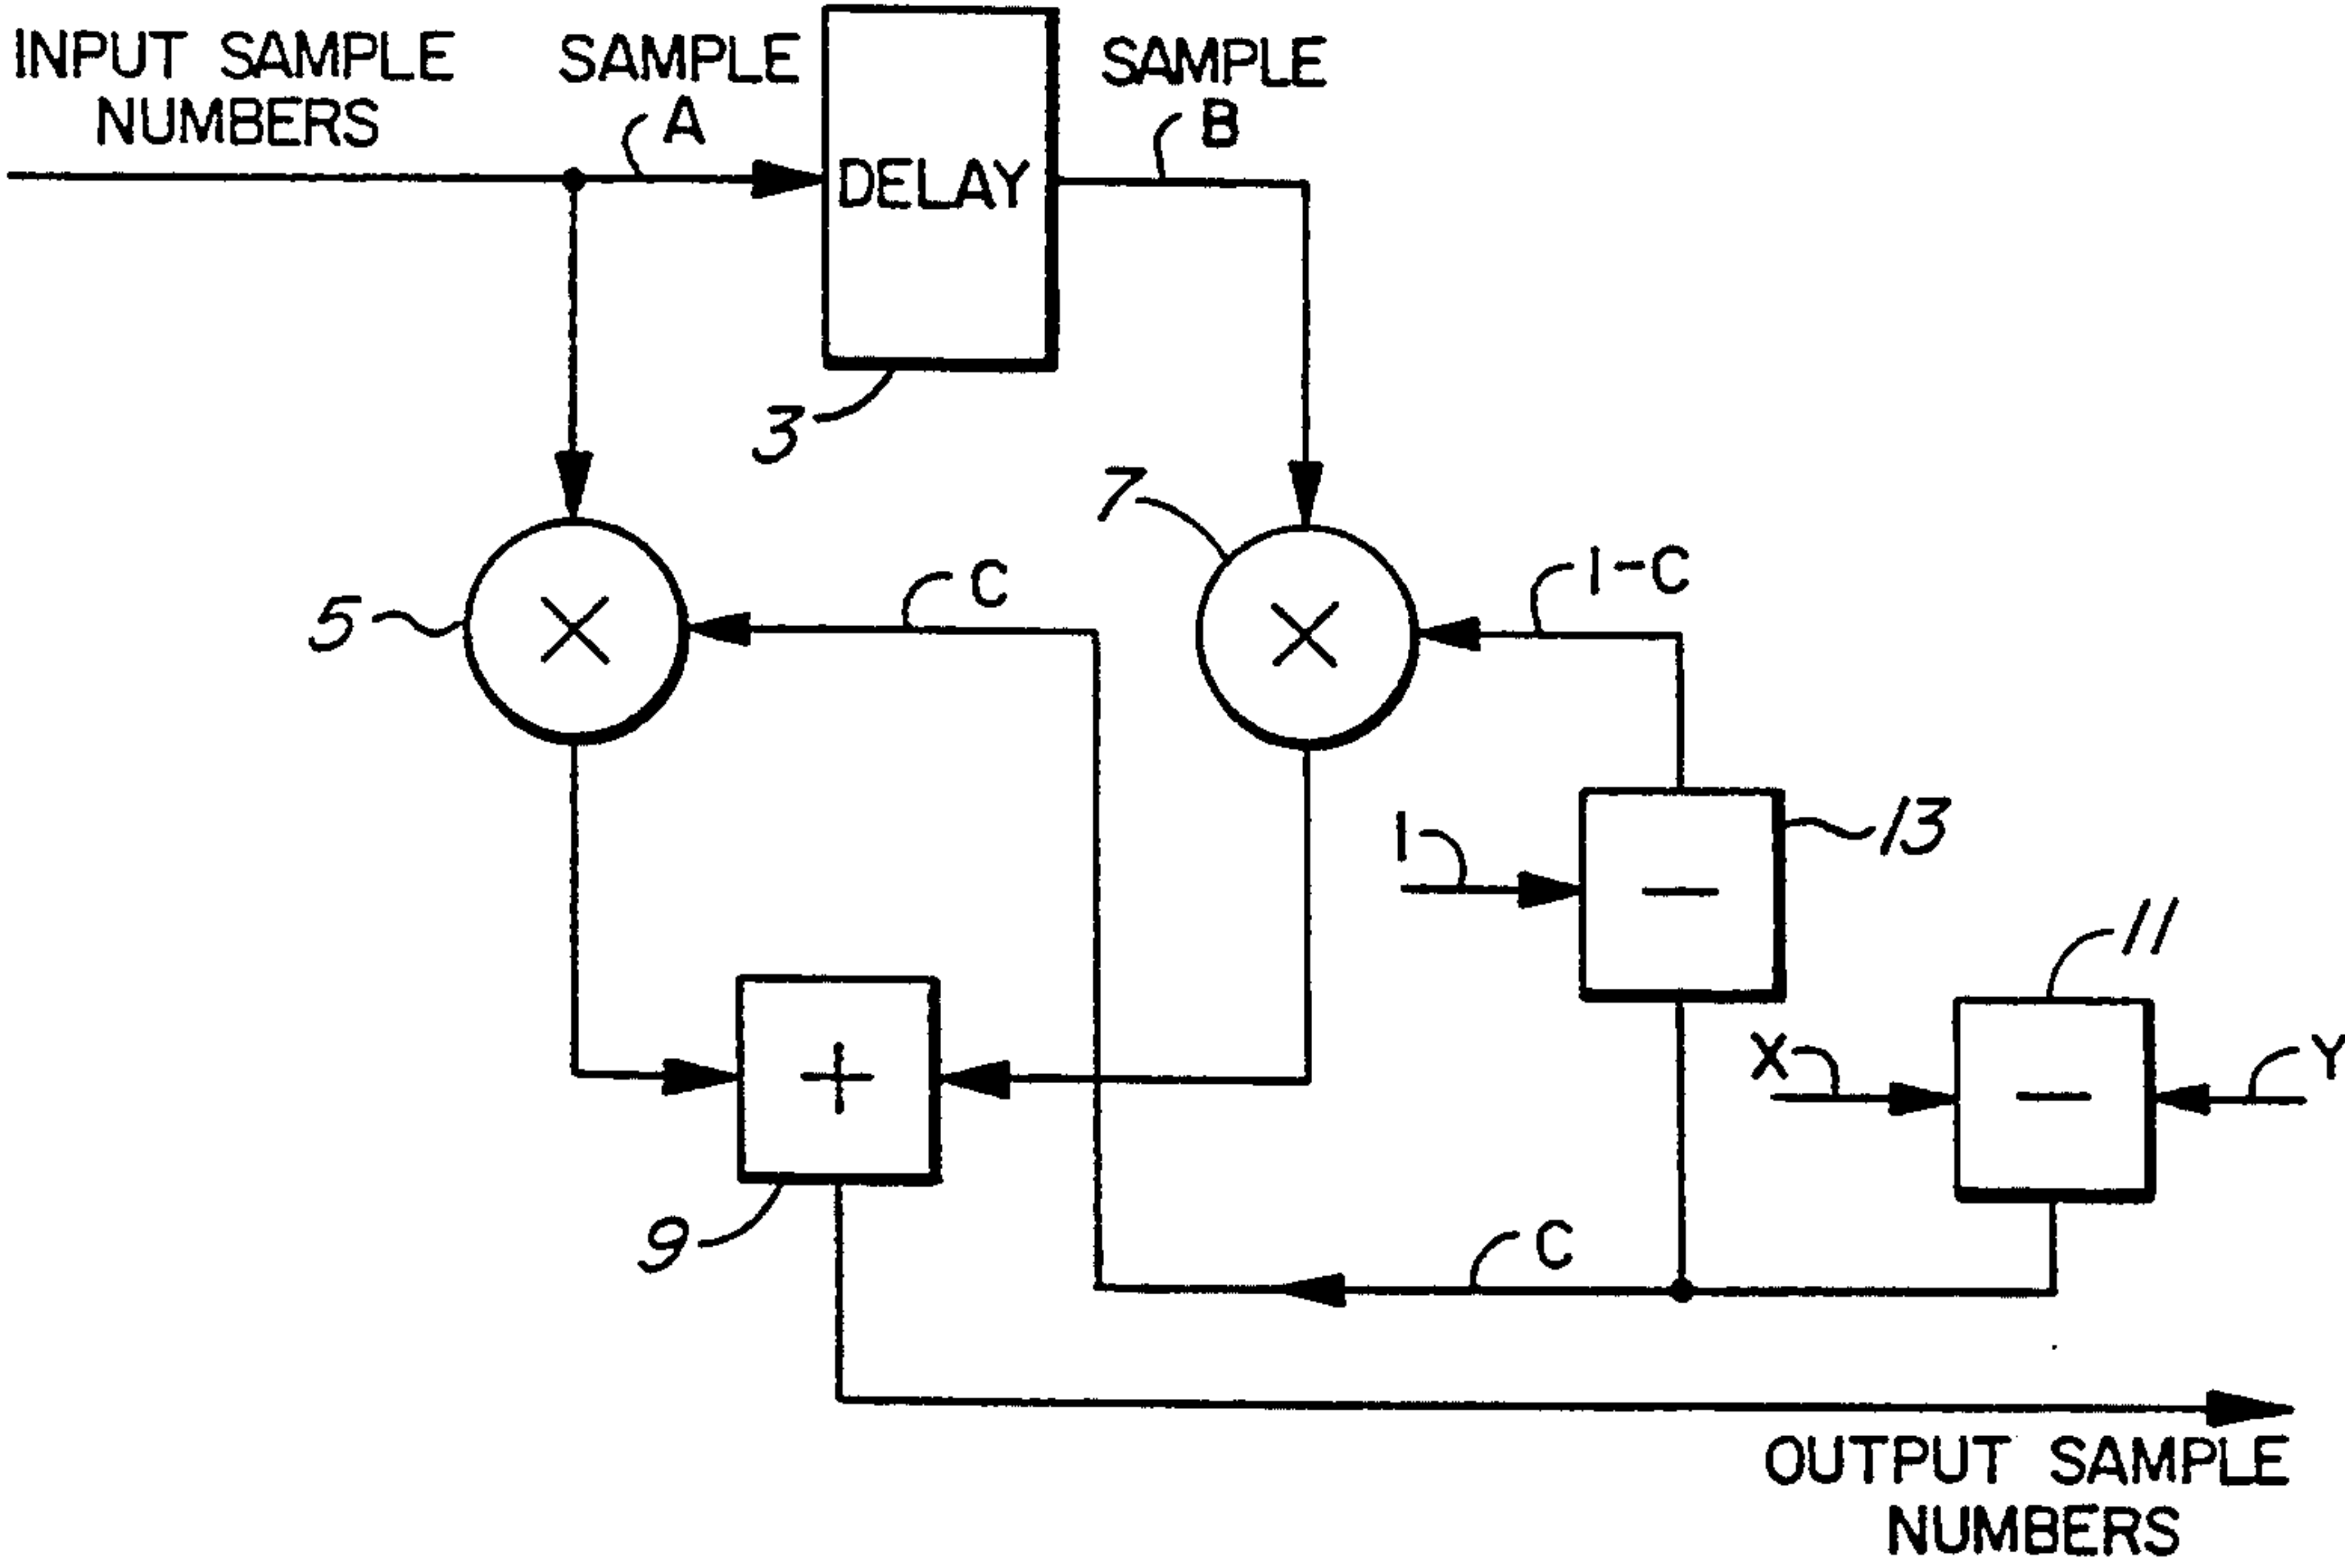 INPUT SAMPLE
NUMBERS
SAMPLE
A
DELAY
SAMPLE
B
3
5
×
C
7
×
1-C
1
−
13
X
−
11
Y
+
9
C
OUTPUT SAMPLE
NUMBERS